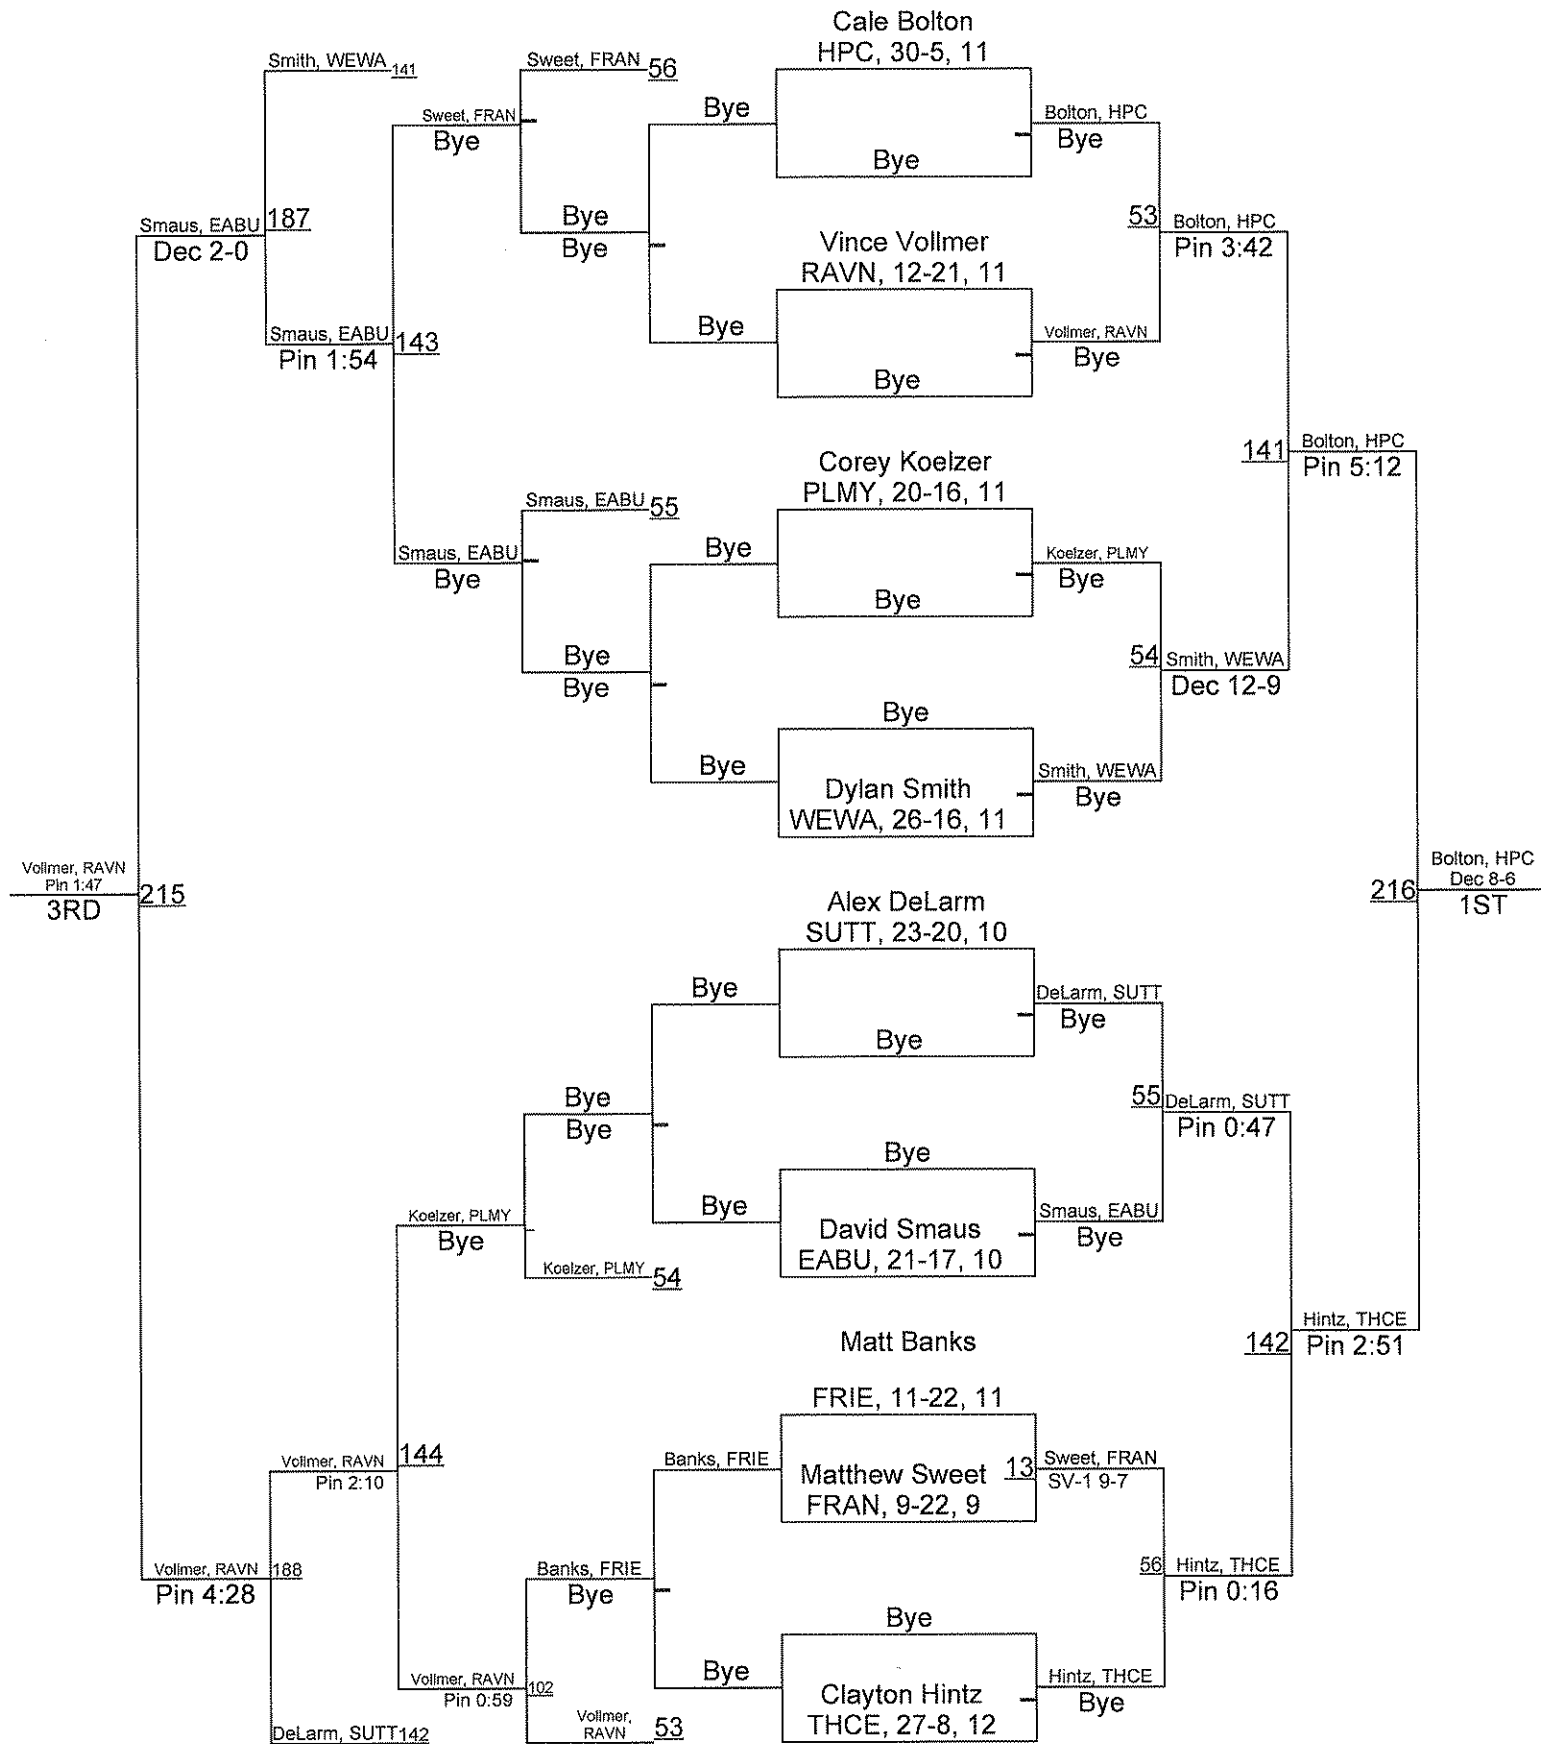 Cale Bolton
HPC, 30-5, 11
Smith, WEWA 141
Sweet, FRAN 56
Sweet, FRAN
Bye
Bye
Bye
Bolton, HPC
Bye
Smaus, EABU 187
Dec 2-0
Bye
Bye
Vince Vollmer
RAVN, 12-21, 11
53 Bolton, HPC
Pin 3:42
Smaus, EABU 143
Pin 1:54
Bye
Bye
Vollmer, RAVN
Bye
Corey Koelzer
PLMY, 20-16, 11
141 Bolton, HPC
Pin 5:12
Smaus, EABU 55
Smaus, EABU
Bye
Bye
Bye
Koelzer, PLMY
Bye
Bye
Bye
54 Smith, WEWA
Dec 12-9
Bye
Bye
Dylan Smith
WEWA, 26-16, 11
Smith, WEWA
Bye
Vollmer, RAVN
Pin 1:47
3RD
215
216
Bolton, HPC
Dec 8-6
1ST
Alex DeLarm
SUTT, 23-20, 10
Bye
Bye
DeLarm, SUTT
Bye
Bye
Bye
55 DeLarm, SUTT
Pin 0:47
Koelzer, PLMY
Bye
Koelzer, PLMY 54
Bye
Bye
David Smaus
EABU, 21-17, 10
Smaus, EABU
Bye
Matt Banks
FRIE, 11-22, 11
142 Hintz, THCE
Pin 2:51
Vollmer, RAVN 144
Pin 2:10
Banks, FRIE
Matthew Sweet
FRAN, 9-22, 9
13 Sweet, FRAN
SV-1 9-7
Vollmer, RAVN 188
Pin 4:28
Banks, FRIE
Bye
56 Hintz, THCE
Pin 0:16
Vollmer, RAVN 102
Pin 0:59
Bye
Bye
Clayton Hintz
THCE, 27-8, 12
Hintz, THCE
Bye
DeLarm, SUTT 142
Vollmer,
RAVN 53